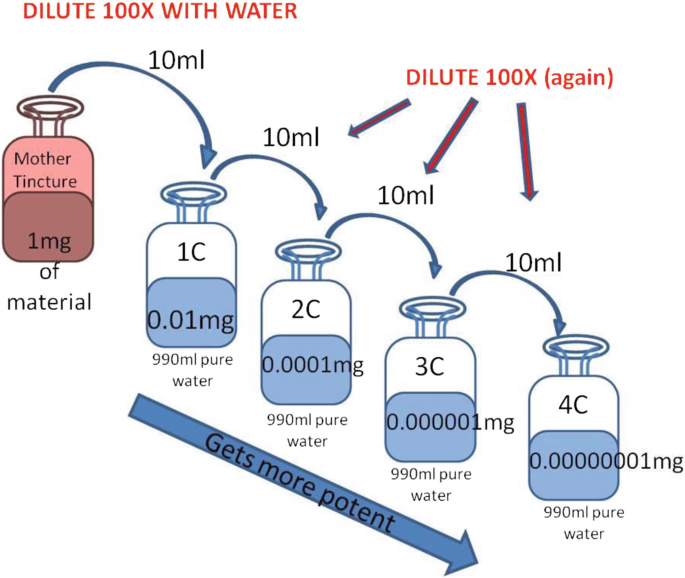 DILUTE 100X WITH WATER
10ml
DILUTE 100X (again)
10ml
10ml
10ml
Mother
Tincture
1mg
of
material
1C
0.01mg
990ml pure
water
2C
0.0001mg
990ml pure
water
3C
0.000001mg
990ml pure
water
4C
0.00000001mg
990ml pure
water
Gets more potent